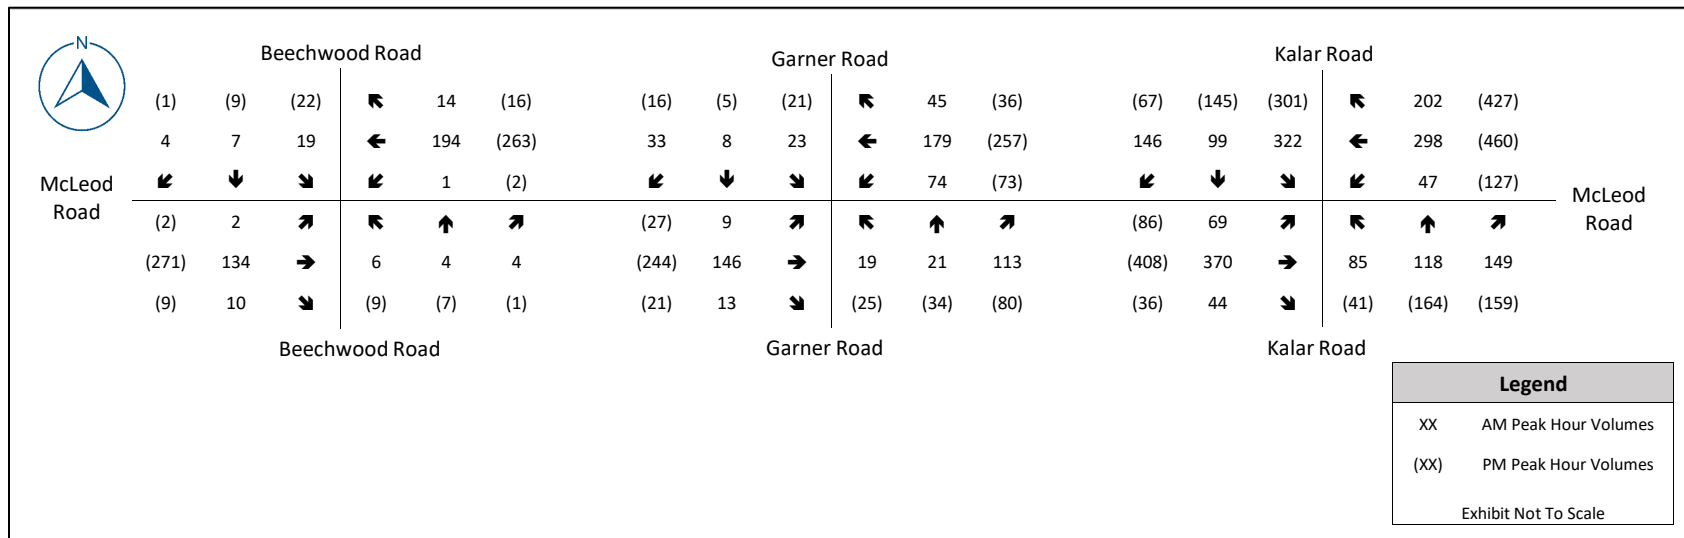 N
Beechwood Road
Garner Road
Kalar Road
(1) (9) (22) 14 (16) (16) (5) (21) 45 (36) (67) (145) (301) 202 (427)
4 7 19 194 (263) 33 8 23 179 (257) 146 99 322 298 (460)
1 (2) 74 (73) 47 (127)
McLeod
Road
McLeod
Road
(2) 2 (27) 9 (86) 69
(271) 134 6 4 4 (244) 146 19 21 113 (408) 370 85 118 149
(9) 10 (9) (7) (1) (21) 13 (25) (34) (80) (36) 44 (41) (164) (159)
Beechwood Road
Garner Road
Kalar Road
Legend
XX AM Peak Hour Volumes
(XX) PM Peak Hour Volumes
Exhibit Not To Scale